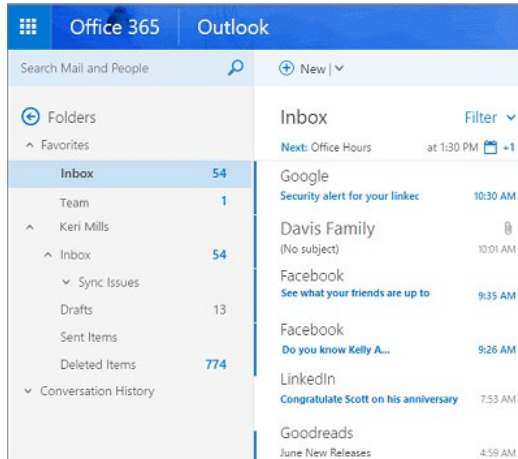 Office 365 Outlook
Search Mail and People
New
Folders
Favorites
Inbox 54
Team 1
Keri Mills
Inbox 54
Sync Issues
Drafts 13
Sent Items
Deleted Items 774
Conversation History
Inbox Filter
Next: Office Hours at 1:30 PM +1
Google
Security alert for your linkec 10:30 AM
Davis Family
(No subject) 10:01 AM
Facebook
See what your friends are up to 9:35 AM
Facebook
Do you know Kelly A... 9:26 AM
LinkedIn
Congratulate Scott on his anniversary 7:53 AM
Goodreads
June New Releases 4:59 AM